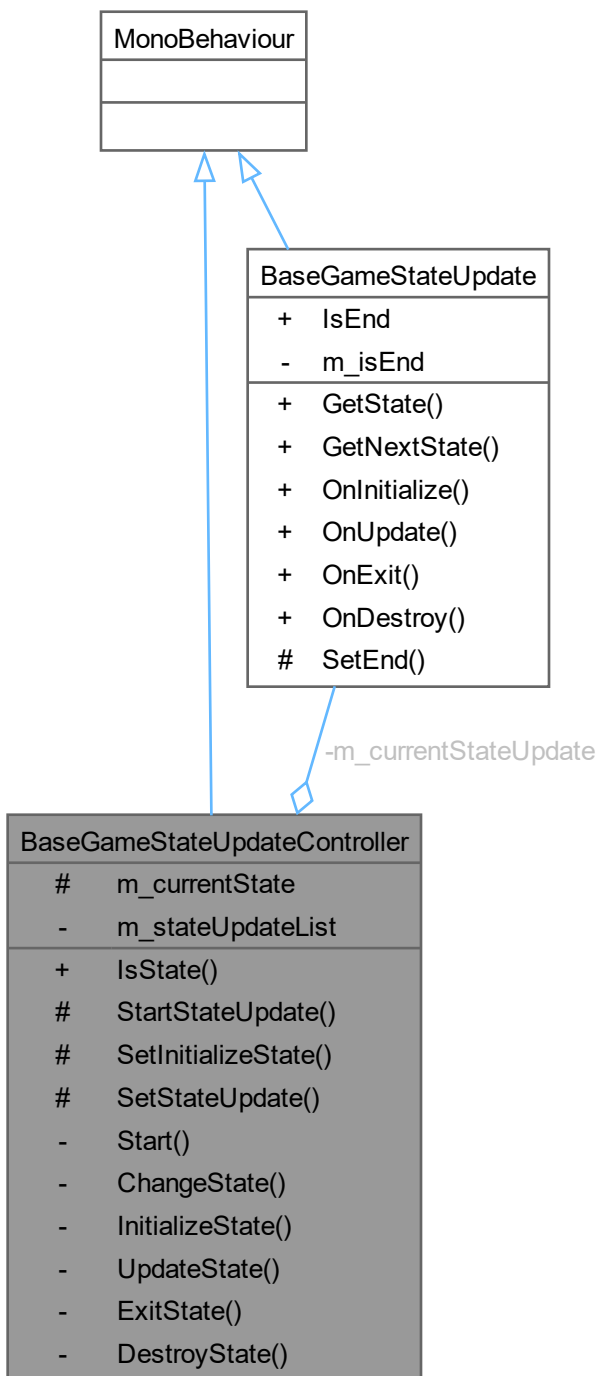 MonoBehaviour
BaseGameStateUpdate
+ IsEnd
- m_isEnd
+ GetState()
+ GetNextState()
+ OnInitialize()
+ OnUpdate()
+ OnExit()
+ OnDestroy()
# SetEnd()
-m_currentStateUpdate
BaseGameStateUpdateController
# m_currentState
- m_stateUpdateList
+ IsState()
# StartStateUpdate()
# SetInitializeState()
# SetStateUpdate()
- Start()
- ChangeState()
- InitializeState()
- UpdateState()
- ExitState()
- DestroyState()